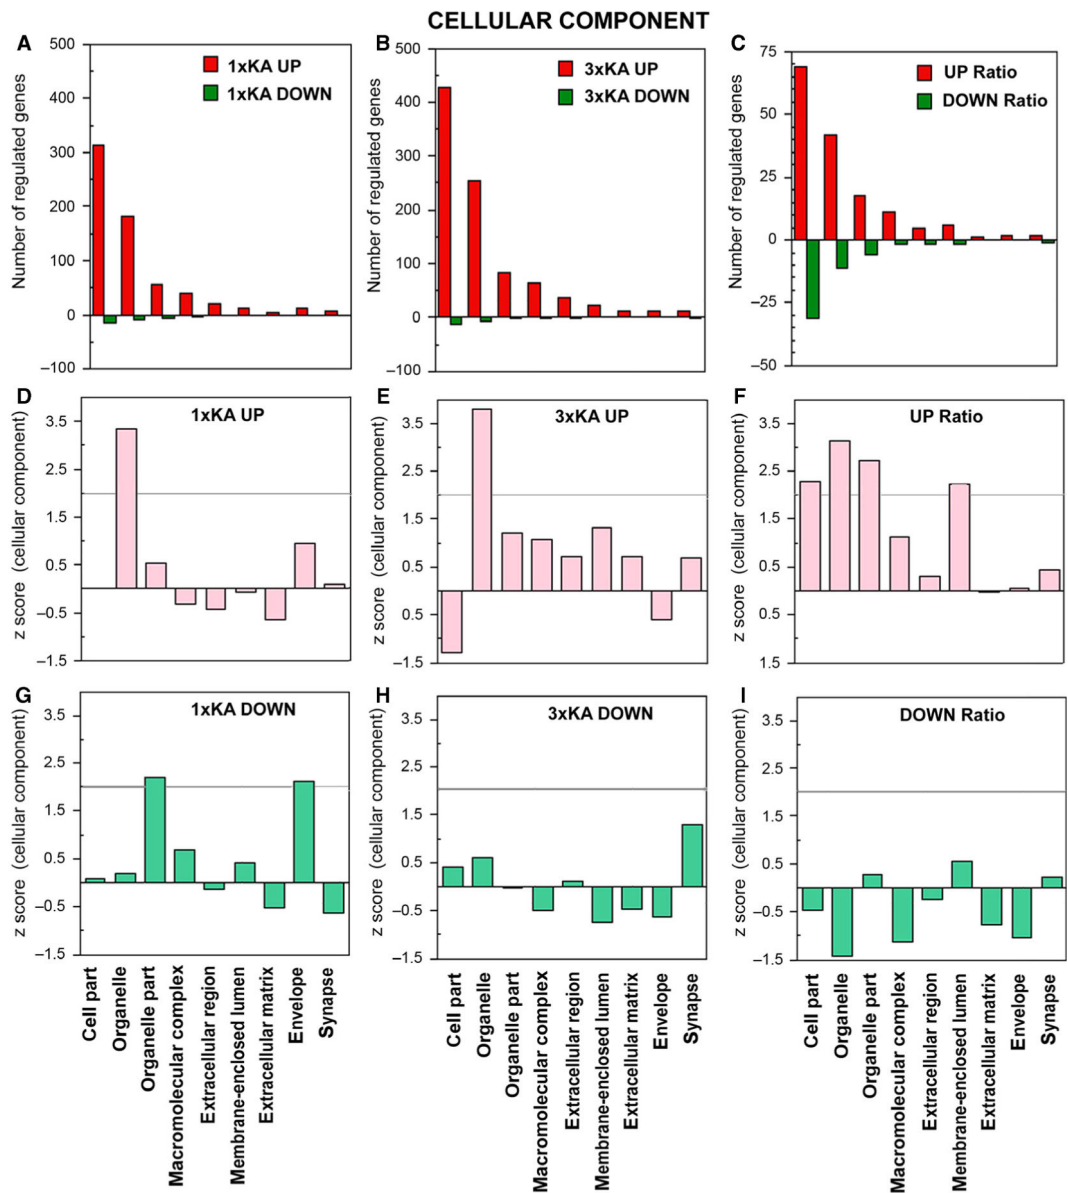 CELLULAR COMPONENT
A
500
400
300
200
100
0
–100
Number of regulated genes
1xKA UP
1xKA DOWN
B
500
400
300
200
100
0
–100
Number of regulated genes
3xKA UP
3xKA DOWN
C
75
50
25
0
–25
–50
Number of regulated genes
UP Ratio
DOWN Ratio
D
3.5
2.5
1.5
0.5
–0.5
–1.5
z score (cellular component)
1xKA UP
E
3.5
2.5
1.5
0.5
0.5
–1.5
z score (cellular component)
3xKA UP
F
3.5
2.5
1.5
0.5
0.5
1.5
z score (cellular component)
UP Ratio
G
3.5
2.5
1.5
0.5
–0.5
–1.5
z score (cellular component)
1xKA DOWN
Cell part
Organelle
Organelle part
Macromolecular complex
Extracellular region
Membrane-enclosed lumen
Extracellular matrix
Envelope
Synapse
H
3.5
2.5
1.5
0.5
–0.5
–1.5
z score (cellular component)
3xKA DOWN
Cell part
Organelle
Organelle part
Macromolecular complex
Extracellular region
Membrane-enclosed lumen
Extracellular matrix
Envelope
Synapse
I
3.5
2.5
1.5
0.5
–0.5
–1.5
z score (cellular component)
DOWN Ratio
Cell part
Organelle
Organelle part
Macromolecular complex
Extracellular region
Membrane-enclosed lumen
Extracellular matrix
Envelope
Synapse